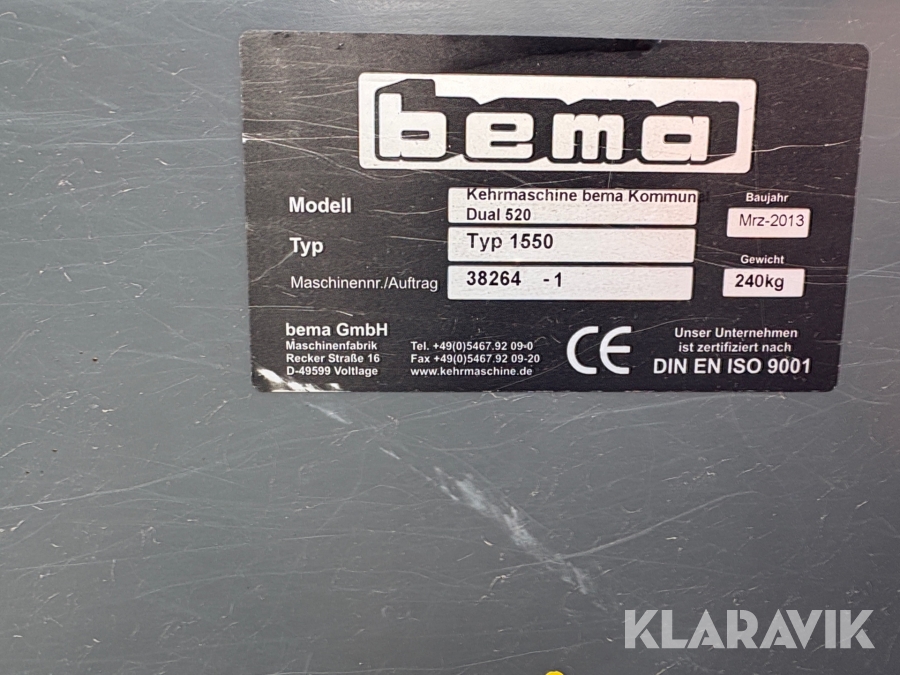 bema
Modell
Kehrmaschine bema Kommunal
Dual 520
Baujahr
Mrz-2013
Typ
Typ 1550
Gewicht
240kg
Maschinennr./Auftrag
38264 -1
bema GmbH
Maschinenfabrik
Recker Straße 16
D-49599 Voltlage
Tel. +49(0)5467.92 09-0
Fax +49(0)5467.92 09-20
www.kehrmaschine.de
CE
Unser Unternehmen
ist zertifiziert nach
DIN EN ISO 9001
KLARAVIK